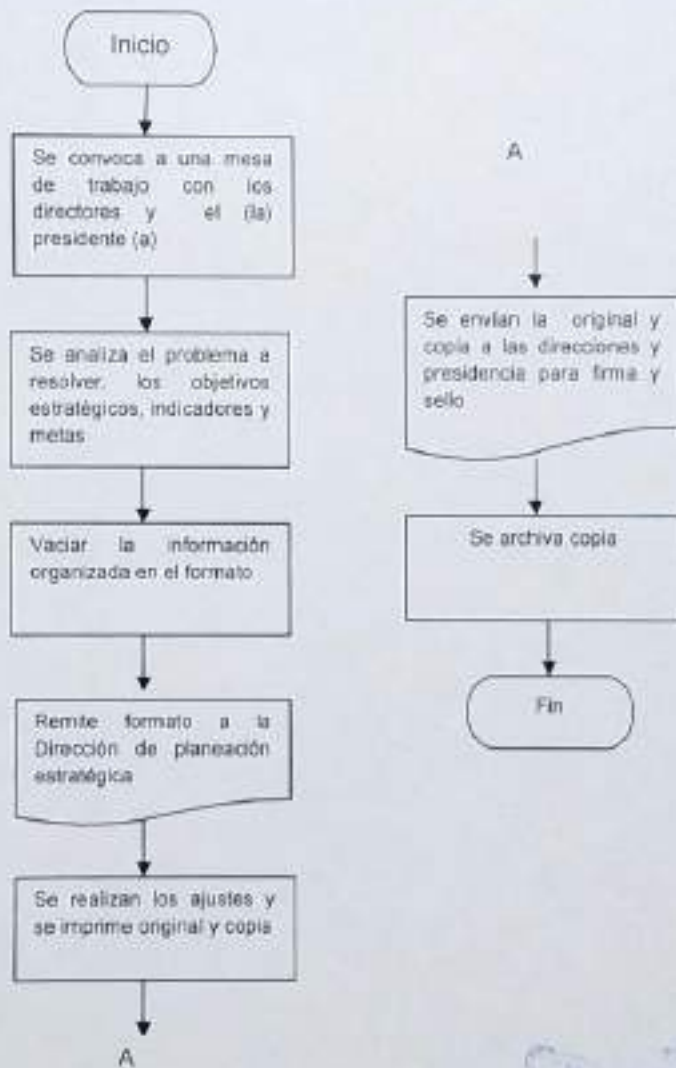 Inicio
Se convoca a una mesa
de trabajo con los
directores y el (la)
presidente (a)
Se analiza el problema a
resolver, los objetivos
estratégicos, indicadores y
metas
Vaciar la información
organizada en el formato
Remite formato a la
Dirección de planeación
estratégica
Se realizan los ajustes y
se imprime original y copia
A
A
Se envían la original y
copia a las direcciones y
presidencia para firma y
sello
Se archiva copia
Fin